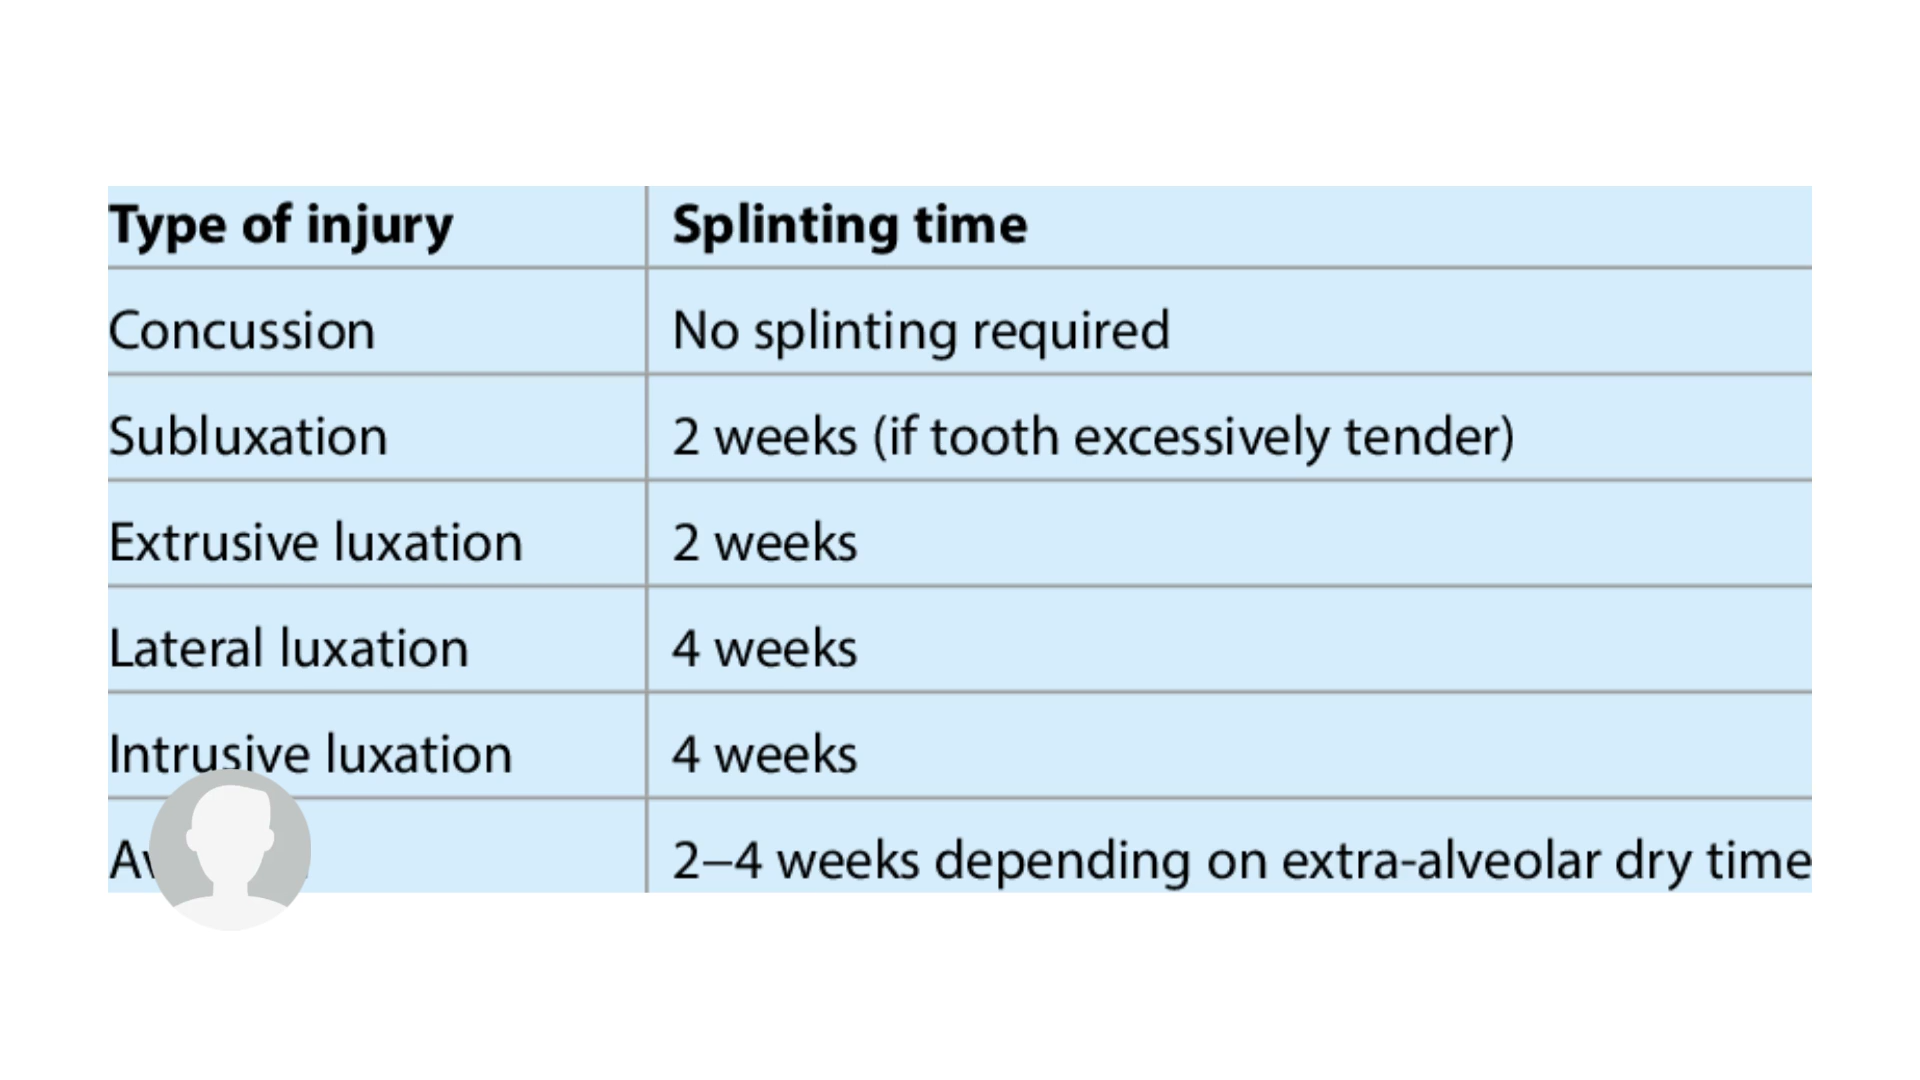 Type of injury Splinting time
Concussion No splinting required
Subluxation 2 weeks (if tooth excessively tender)
Extrusive luxation 2 weeks
Lateral luxation 4 weeks
Intrusive luxation 4 weeks
2–4 weeks depending on extra-alveolar dry time